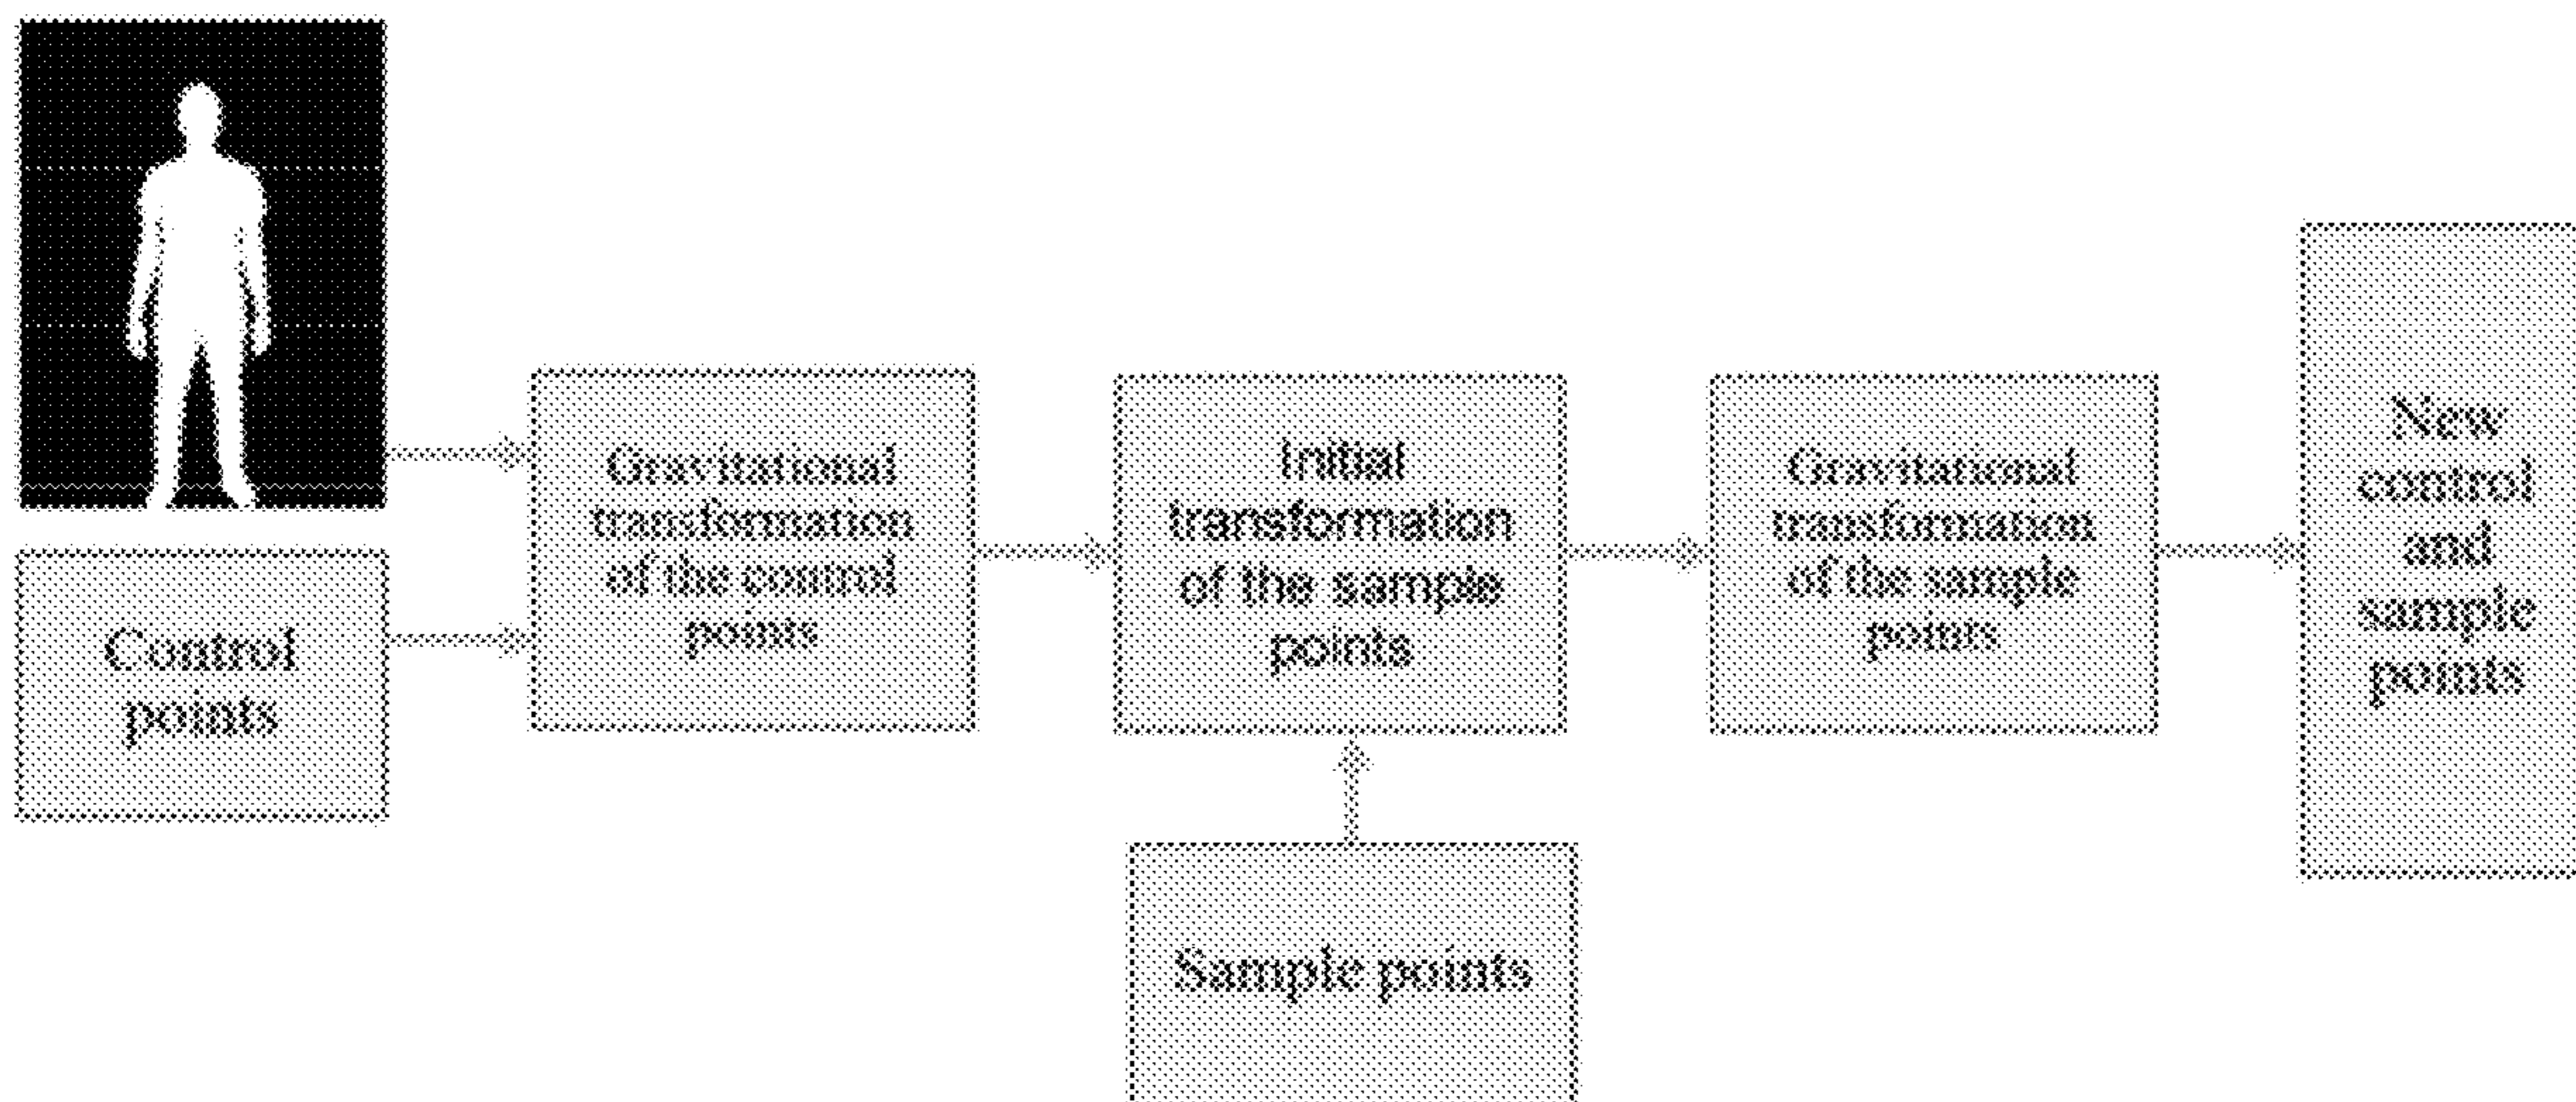 Control
points
Gravitational
transformation
of the control
points
Initial
transformation
of the sample
points
Sample points
Gravitational
transformation
of the sample
points
New
control
and
sample
points